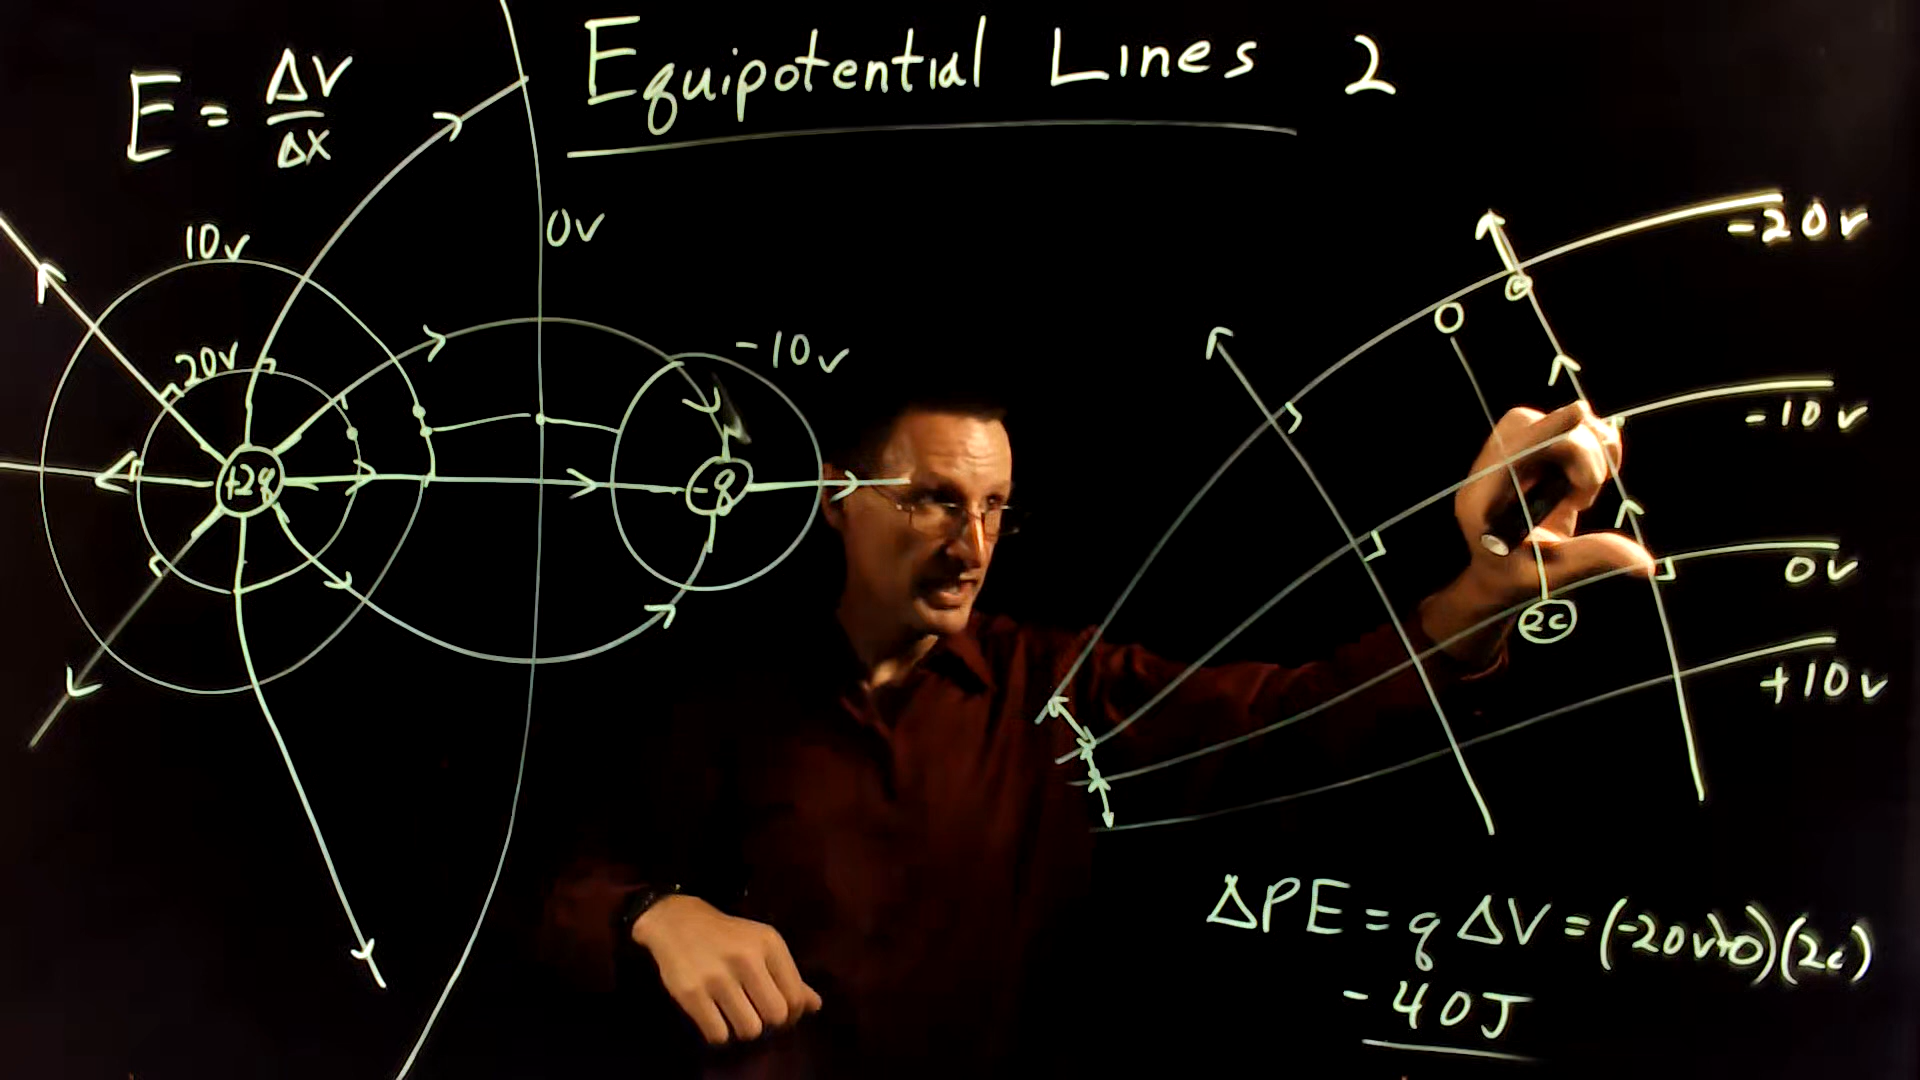 Equipotential Lines 2
E = ΔV/ΔX
0v
10v
20v
-10v
+2q
-q
-20v
-10v
0v
+10v
2c
ΔPE = q ΔV = (-20v+0)(2c)
-40J